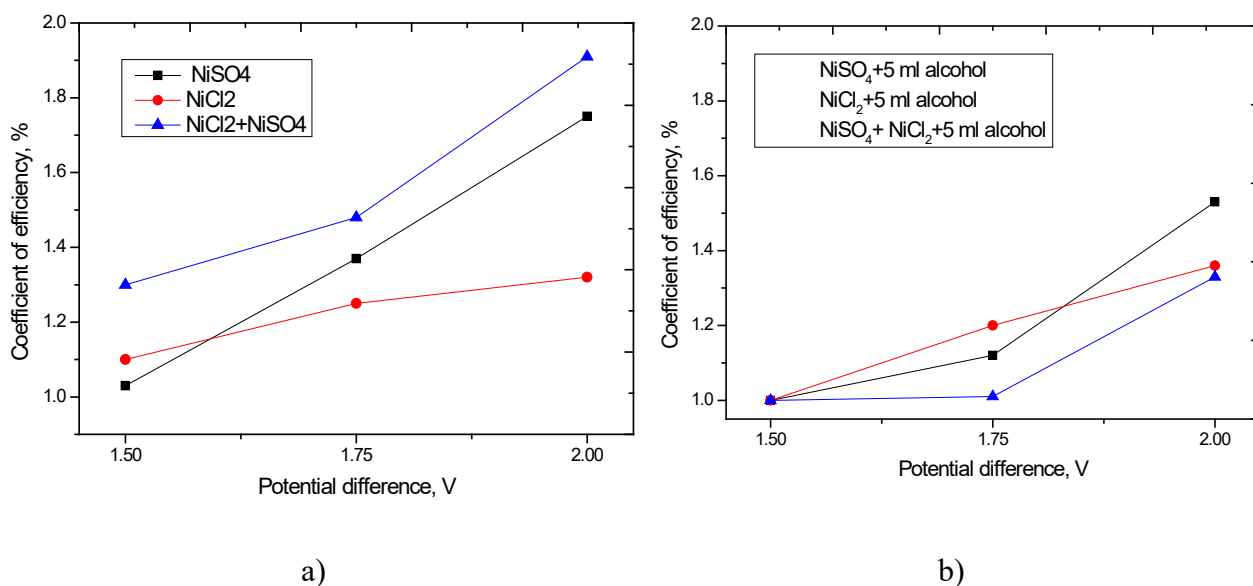 2.0
1.8
1.6
1.4
1.2
1.0
Coefficient of efficiency, %
NiSO4
NiCl2
NiCl2+NiSO4
1.50 1.75 2.00
Potential difference, V
a)
2.0
1.8
1.6
1.4
1.2
1.0
Coefficient of efficiency, %
NiSO₄+5 ml alcohol
NiCl₂+5 ml alcohol
NiSO₄+ NiCl₂+5 ml alcohol
1.50 1.75 2.00
Potential difference, V
b)